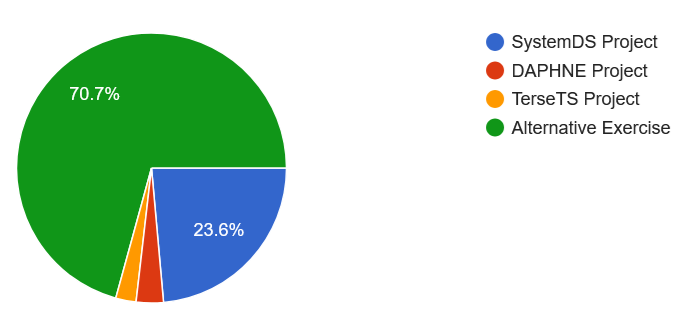 SystemDS Project
DAPHNE Project
TerseTS Project
Alternative Exercise
70.7%
23.6%